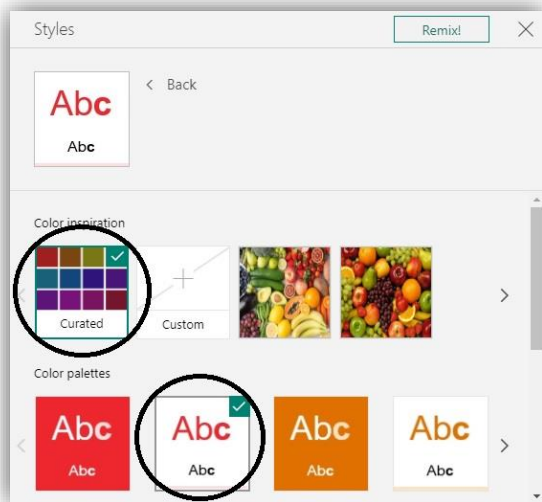 Styles
Remix!
Abc
Abc
Back
Color inspiration
Curated
Custom
Color palettes
Abc
Abc
Abc
Abc
Abc
Abc
Abc
Abc